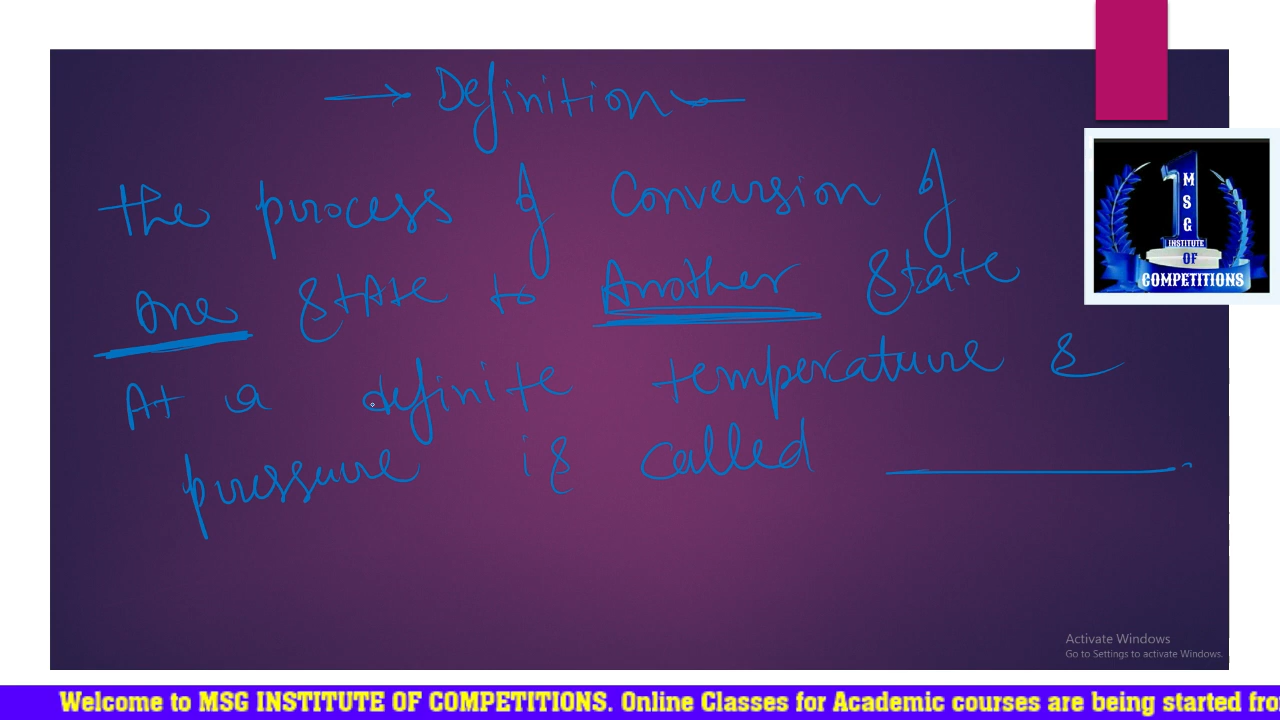 → Definition ←
the process of Conversion of
One State to Another State
At a definite temperature &
pressure is called ________.
1
M
S
G
INSTITUTE
OF
COMPETITIONS
Activate Windows
Go to Settings to activate Windows.
Welcome to MSG INSTITUTE OF COMPETITIONS. Online Classes for Academic courses are being started fro